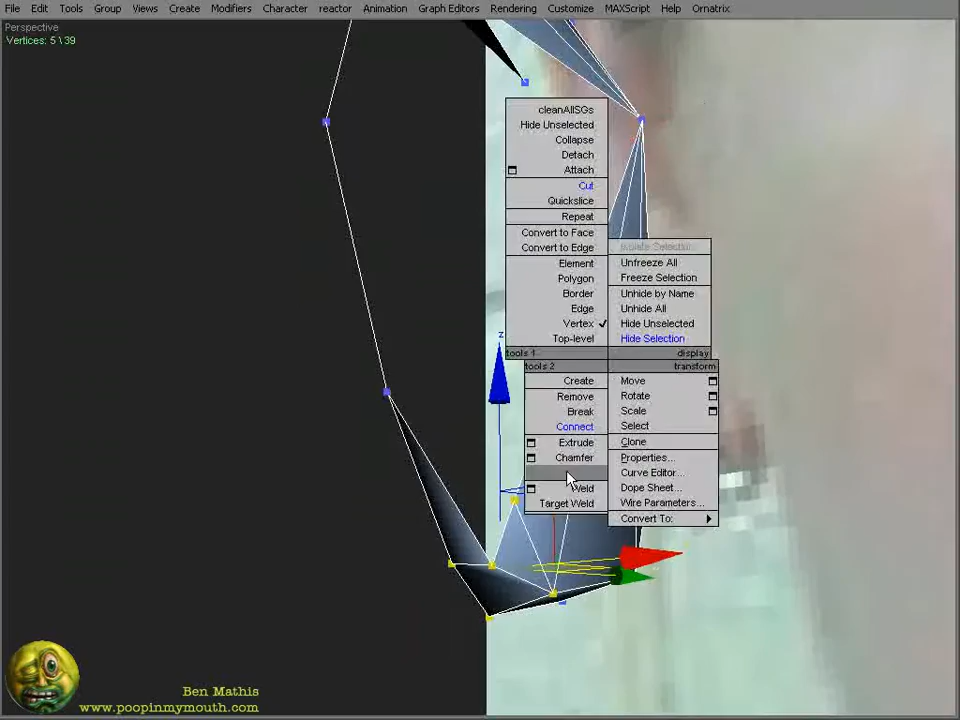 File Edit Tools Group Views Create Modifiers Character reactor Animation Graph Editors Rendering Customize MAXScript Help Ornatrix
Perspective
Vertices: 5\39
cleanAllSGs
Hide Unselected
Collapse
Detach
Attach
Cut
Quickslice
Repeat
Convert to Face
Convert to Edge
Element
Polygon
Border
Edge
Vertex
Top-level
tools 1
Isolate Selection
Unfreeze All
Freeze Selection
Unhide by Name
Unhide All
Hide Unselected
Hide Selection
display
z
tools 2
Create
Remove
Break
Connect
Extrude
Chamfer
Weld
Target Weld
transform
Move
Rotate
Scale
Select
Clone
Properties...
Curve Editor...
Dope Sheet...
Wire Parameters...
Convert To:
Ben Mathis
www.poopinmymouth.com